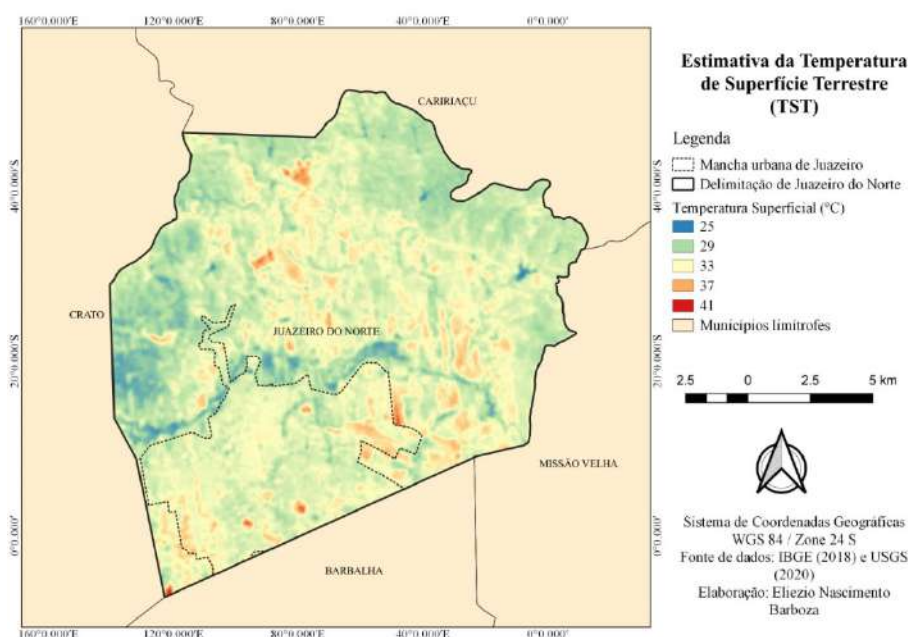 160°0.000'E 120°0.000'E 80°0.000'E 40°0.000'E 0°0.000'
40°0.000'S
20°0.000'S
0°0.000'
CARIRIAÇU
CRATO
JUAZEIRO DO NORTE
MISSÃO VELHA
BARBALHA
40°0.000'S
20°0.000'S
0°0.000'
160°0.000'E 120°0.000'E 80°0.000'E 40°0.000'E 0°0.000'
Estimativa da Temperatura
de Superfície Terrestre
(TST)
Legenda
Mancha urbana de Juazeiro
Delimitação de Juazeiro do Norte
Temperatura Superficial (°C)
25
29
33
37
41
Municípios limítrofes
2.5 0 2.5 5 km
Sistema de Coordenadas Geográficas
WGS 84 / Zone 24 S
Fonte de dados: IBGE (2018) e USGS
(2020)
Elaboração: Eliezio Nascimento
Barboza